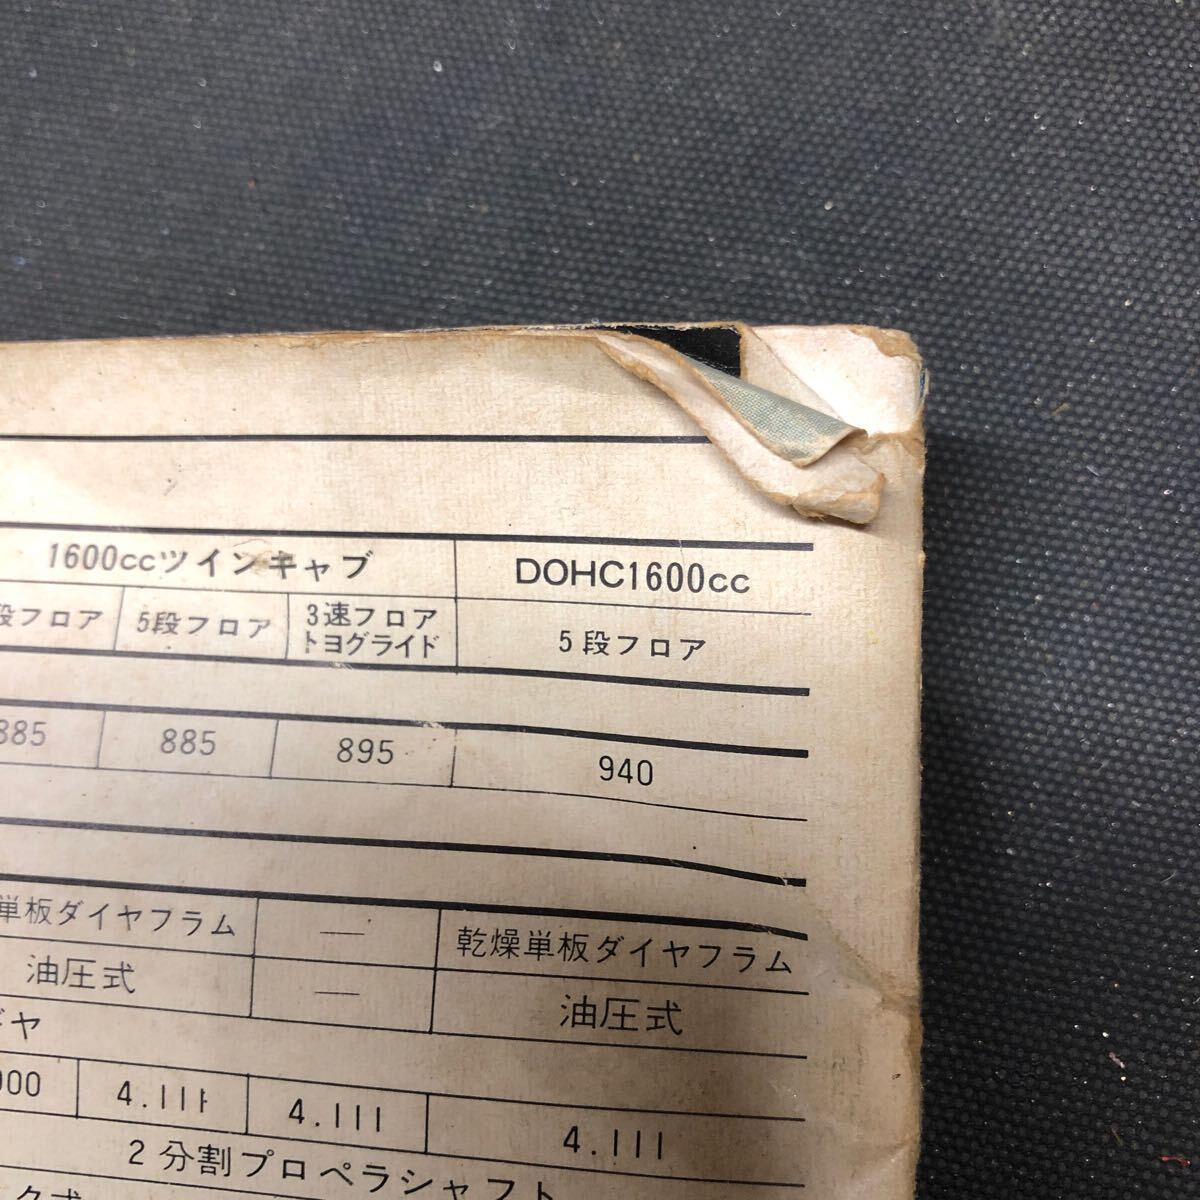 1600ccツインキャブ DOHC1600cc
段フロア 5段フロア 3速フロア
トヨグライド 5段フロア
885 885 895 940
単板ダイヤフラム — 乾燥単板ダイヤフラム
油圧式 — 油圧式
ギヤ
000 4.111 4.111 4.111
2分割プロペラシャフト